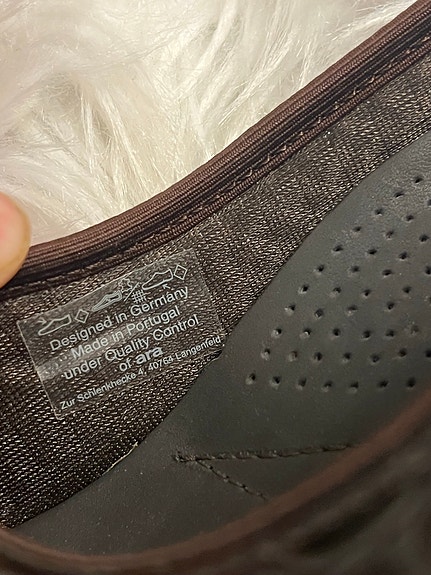 Designed in Germany
Made in Portugal
under Quality Control
of ara
Zur Schlenkhecke 4, 40764 Langenfeld